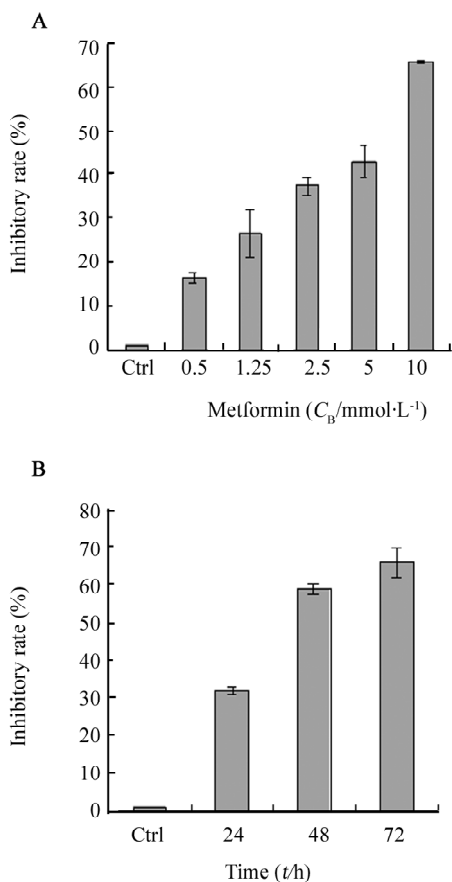 A
Inhibitory rate (%)
70
60
50
40
30
20
10
0
Ctrl 0.5 1.25 2.5 5 10
Metformin (C_B/mmol·L⁻¹)
B
Inhibitory rate (%)
80
70
60
50
40
30
20
10
0
Ctrl 24 48 72
Time (t/h)